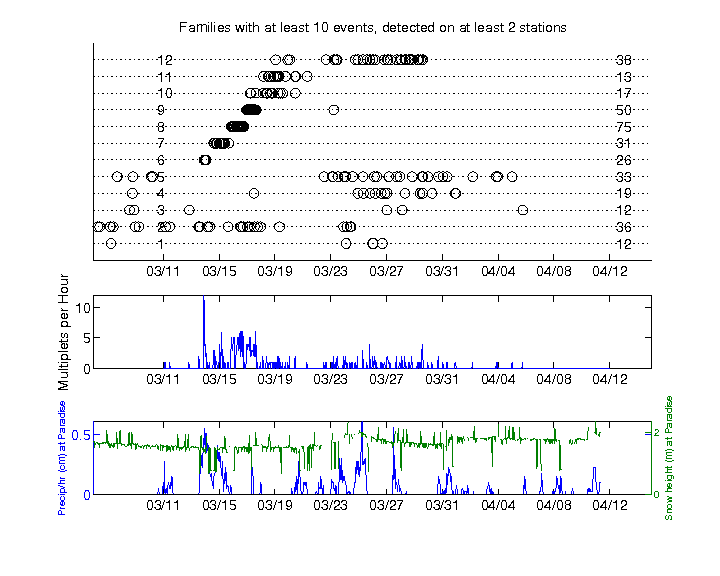 Families with at least 10 events, detected on at least 2 stations
12 38
11 13
10 17
9 50
8 75
7 31
6 26
5 33
4 19
3 12
2 36
1 12
03/11 03/15 03/19 03/23 03/27 03/31 04/04 04/08 04/12
Multiplets per Hour
10
5
0
03/11 03/15 03/19 03/23 03/27 03/31 04/04 04/08 04/12
Precip/hr (cm) at Paradise
0.5
0
2
0
Snow height (m) at Paradise
03/11 03/15 03/19 03/23 03/27 03/31 04/04 04/08 04/12